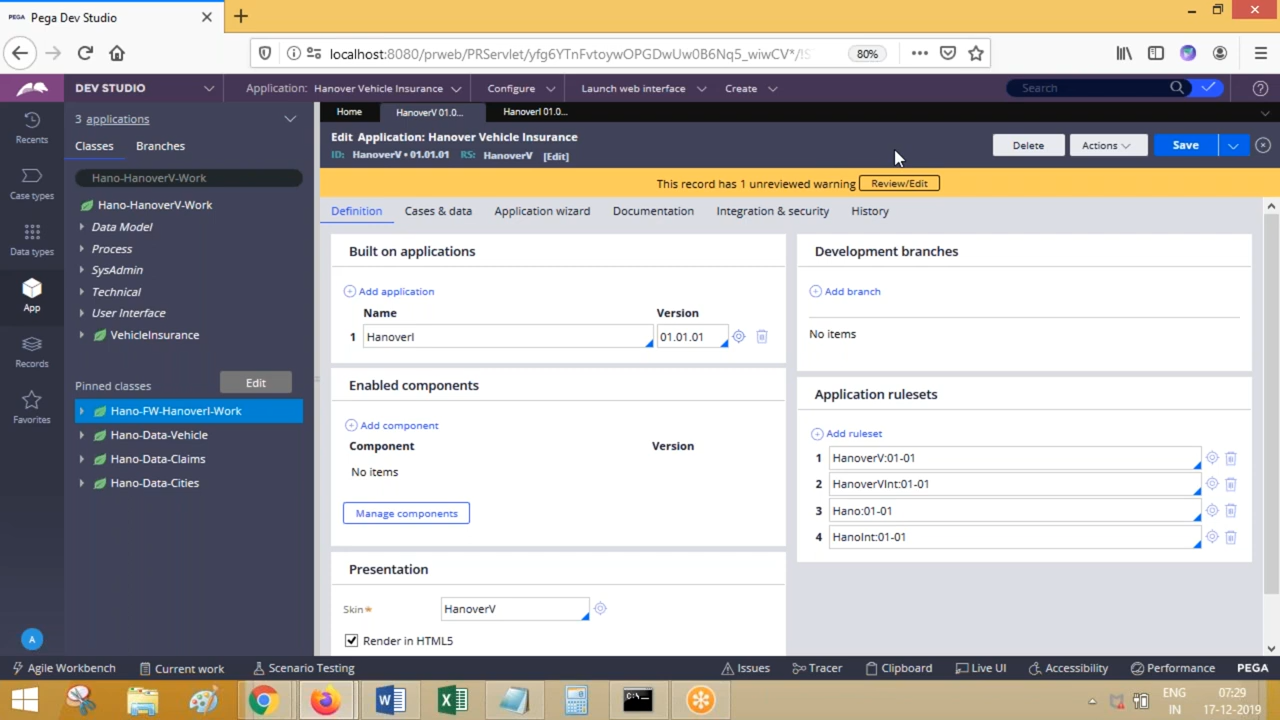 PEGA Pega Dev Studio
localhost:8080/prweb/PRServlet/yfg6YTnFvtoywOPGDwUw0B6Nq5_wiwCV*/!S
80%
DEV STUDIO
Application: Hanover Vehicle Insurance
Configure
Launch web interface
Create
Search
Recents
Case types
Data types
App
Records
Favorites
A
3 applications
Classes
Branches
Hano-HanoverV-Work
Hano-HanoverV-Work
Data Model
Process
SysAdmin
Technical
User Interface
VehicleInsurance
Pinned classes
Edit
Hano-FW-HanoverI-Work
Hano-Data-Vehicle
Hano-Data-Claims
Hano-Data-Cities
Home
HanoverV 01.0...
HanoverI 01.0...
Edit Application: Hanover Vehicle Insurance
ID: HanoverV • 01.01.01 RS: HanoverV [Edit]
Delete
Actions
Save
This record has 1 unreviewed warning
Review/Edit
Definition
Cases & data
Application wizard
Documentation
Integration & security
History
Built on applications
Add application
Name
Version
1 HanoverI 01.01.01
Enabled components
Add component
Component
Version
No items
Manage components
Presentation
Skin* HanoverV
Render in HTML5
Development branches
Add branch
No items
Application rulesets
Add ruleset
1 HanoverV:01-01
2 HanoverVInt:01-01
3 Hano:01-01
4 HanoInt:01-01
Agile Workbench
Current work
Scenario Testing
Issues
Tracer
Clipboard
Live UI
Accessibility
Performance
PEGA
ENG
IN
07:29
17-12-2019